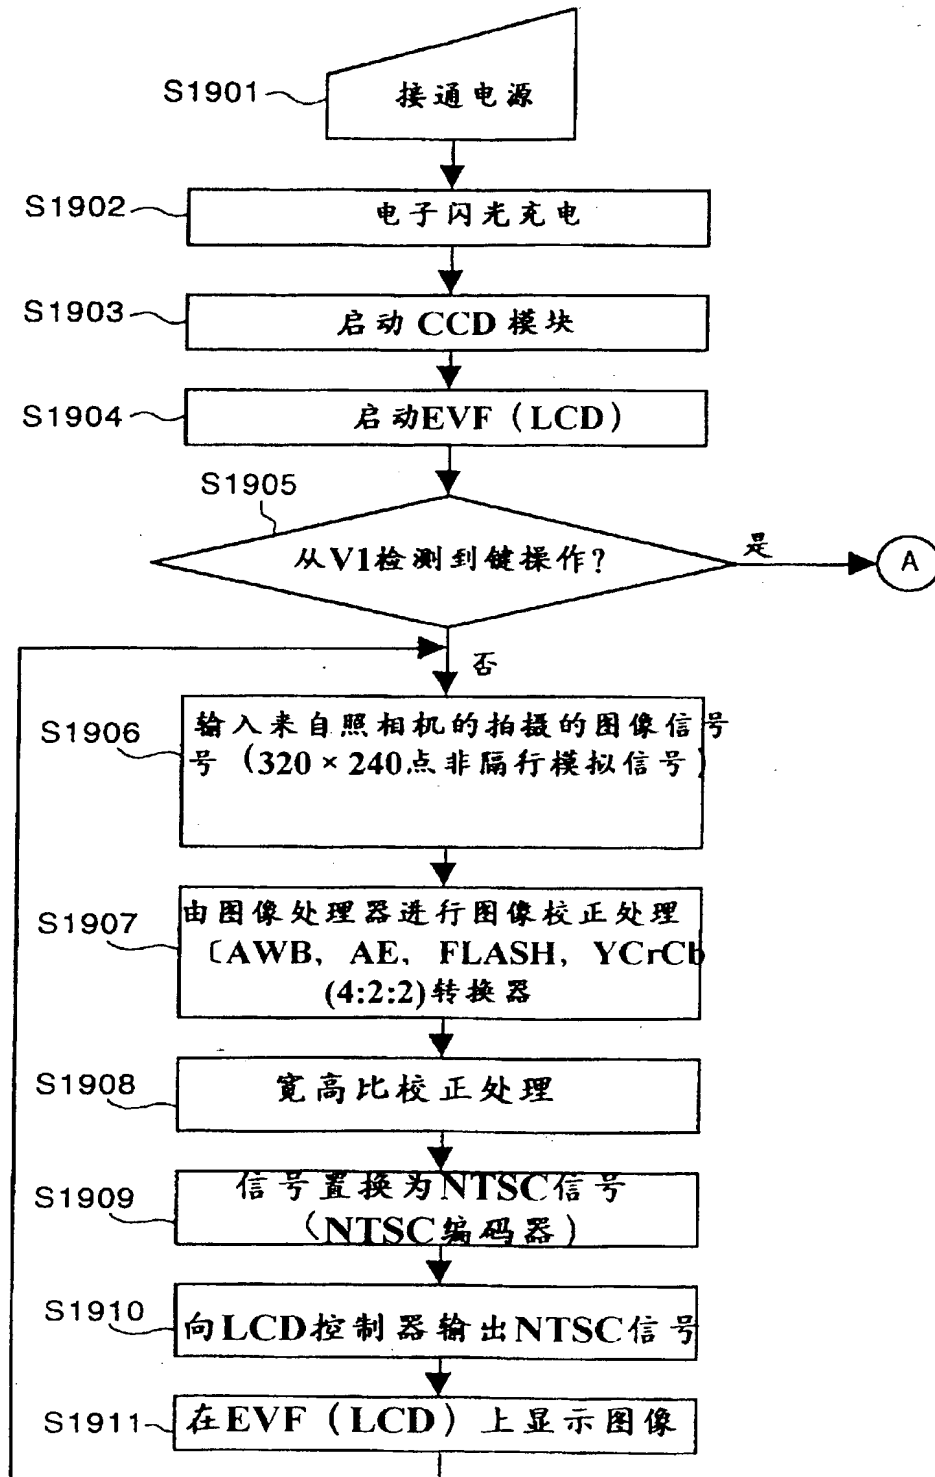 S1901
接通电源
S1902
电子闪光充电
S1903
启动 CCD 模块
S1904
启动EVF（LCD）
S1905
从V1检测到键操作？
是
A
否
S1906
输入来自照相机的拍摄的图像信号
号（320×240点非隔行模拟信号）
S1907
由图像处理器进行图像校正处理
〔AWB, AE, FLASH, YCrCb
(4:2:2)转换器
S1908
宽高比校正处理
S1909
信号置换为NTSC信号
（NTSC编码器）
S1910
向LCD控制器输出NTSC信号
S1911
在EVF（LCD）上显示图像